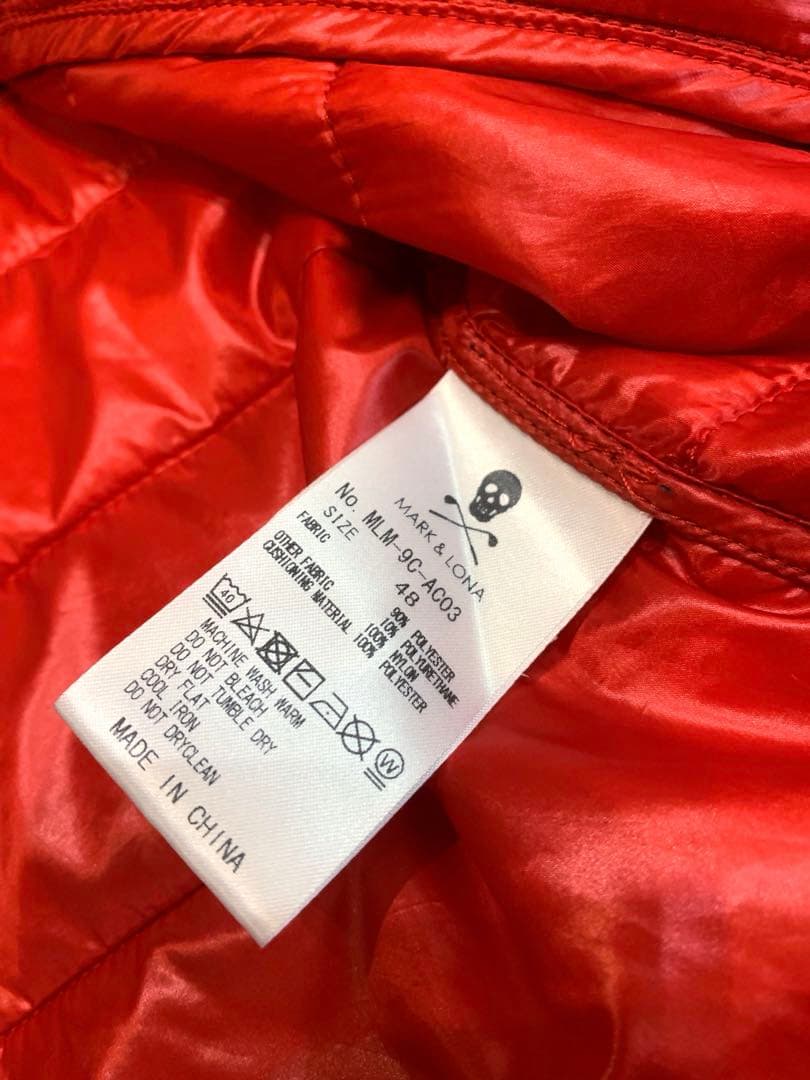 MARK & LONA
No. MLM-9C-AC03
SIZE 48
FABRIC 90% POLYESTER
10% POLYURETHANE
OTHER FABRIC 100% NYLON
CUSHIONING MATERIAL 100% POLYESTER
40 W
MACHINE WASH WARM
DO NOT BLEACH
DO NOT TUMBLE DRY
DRY FLAT
COOL IRON
DO NOT DRYCLEAN
MADE IN CHINA